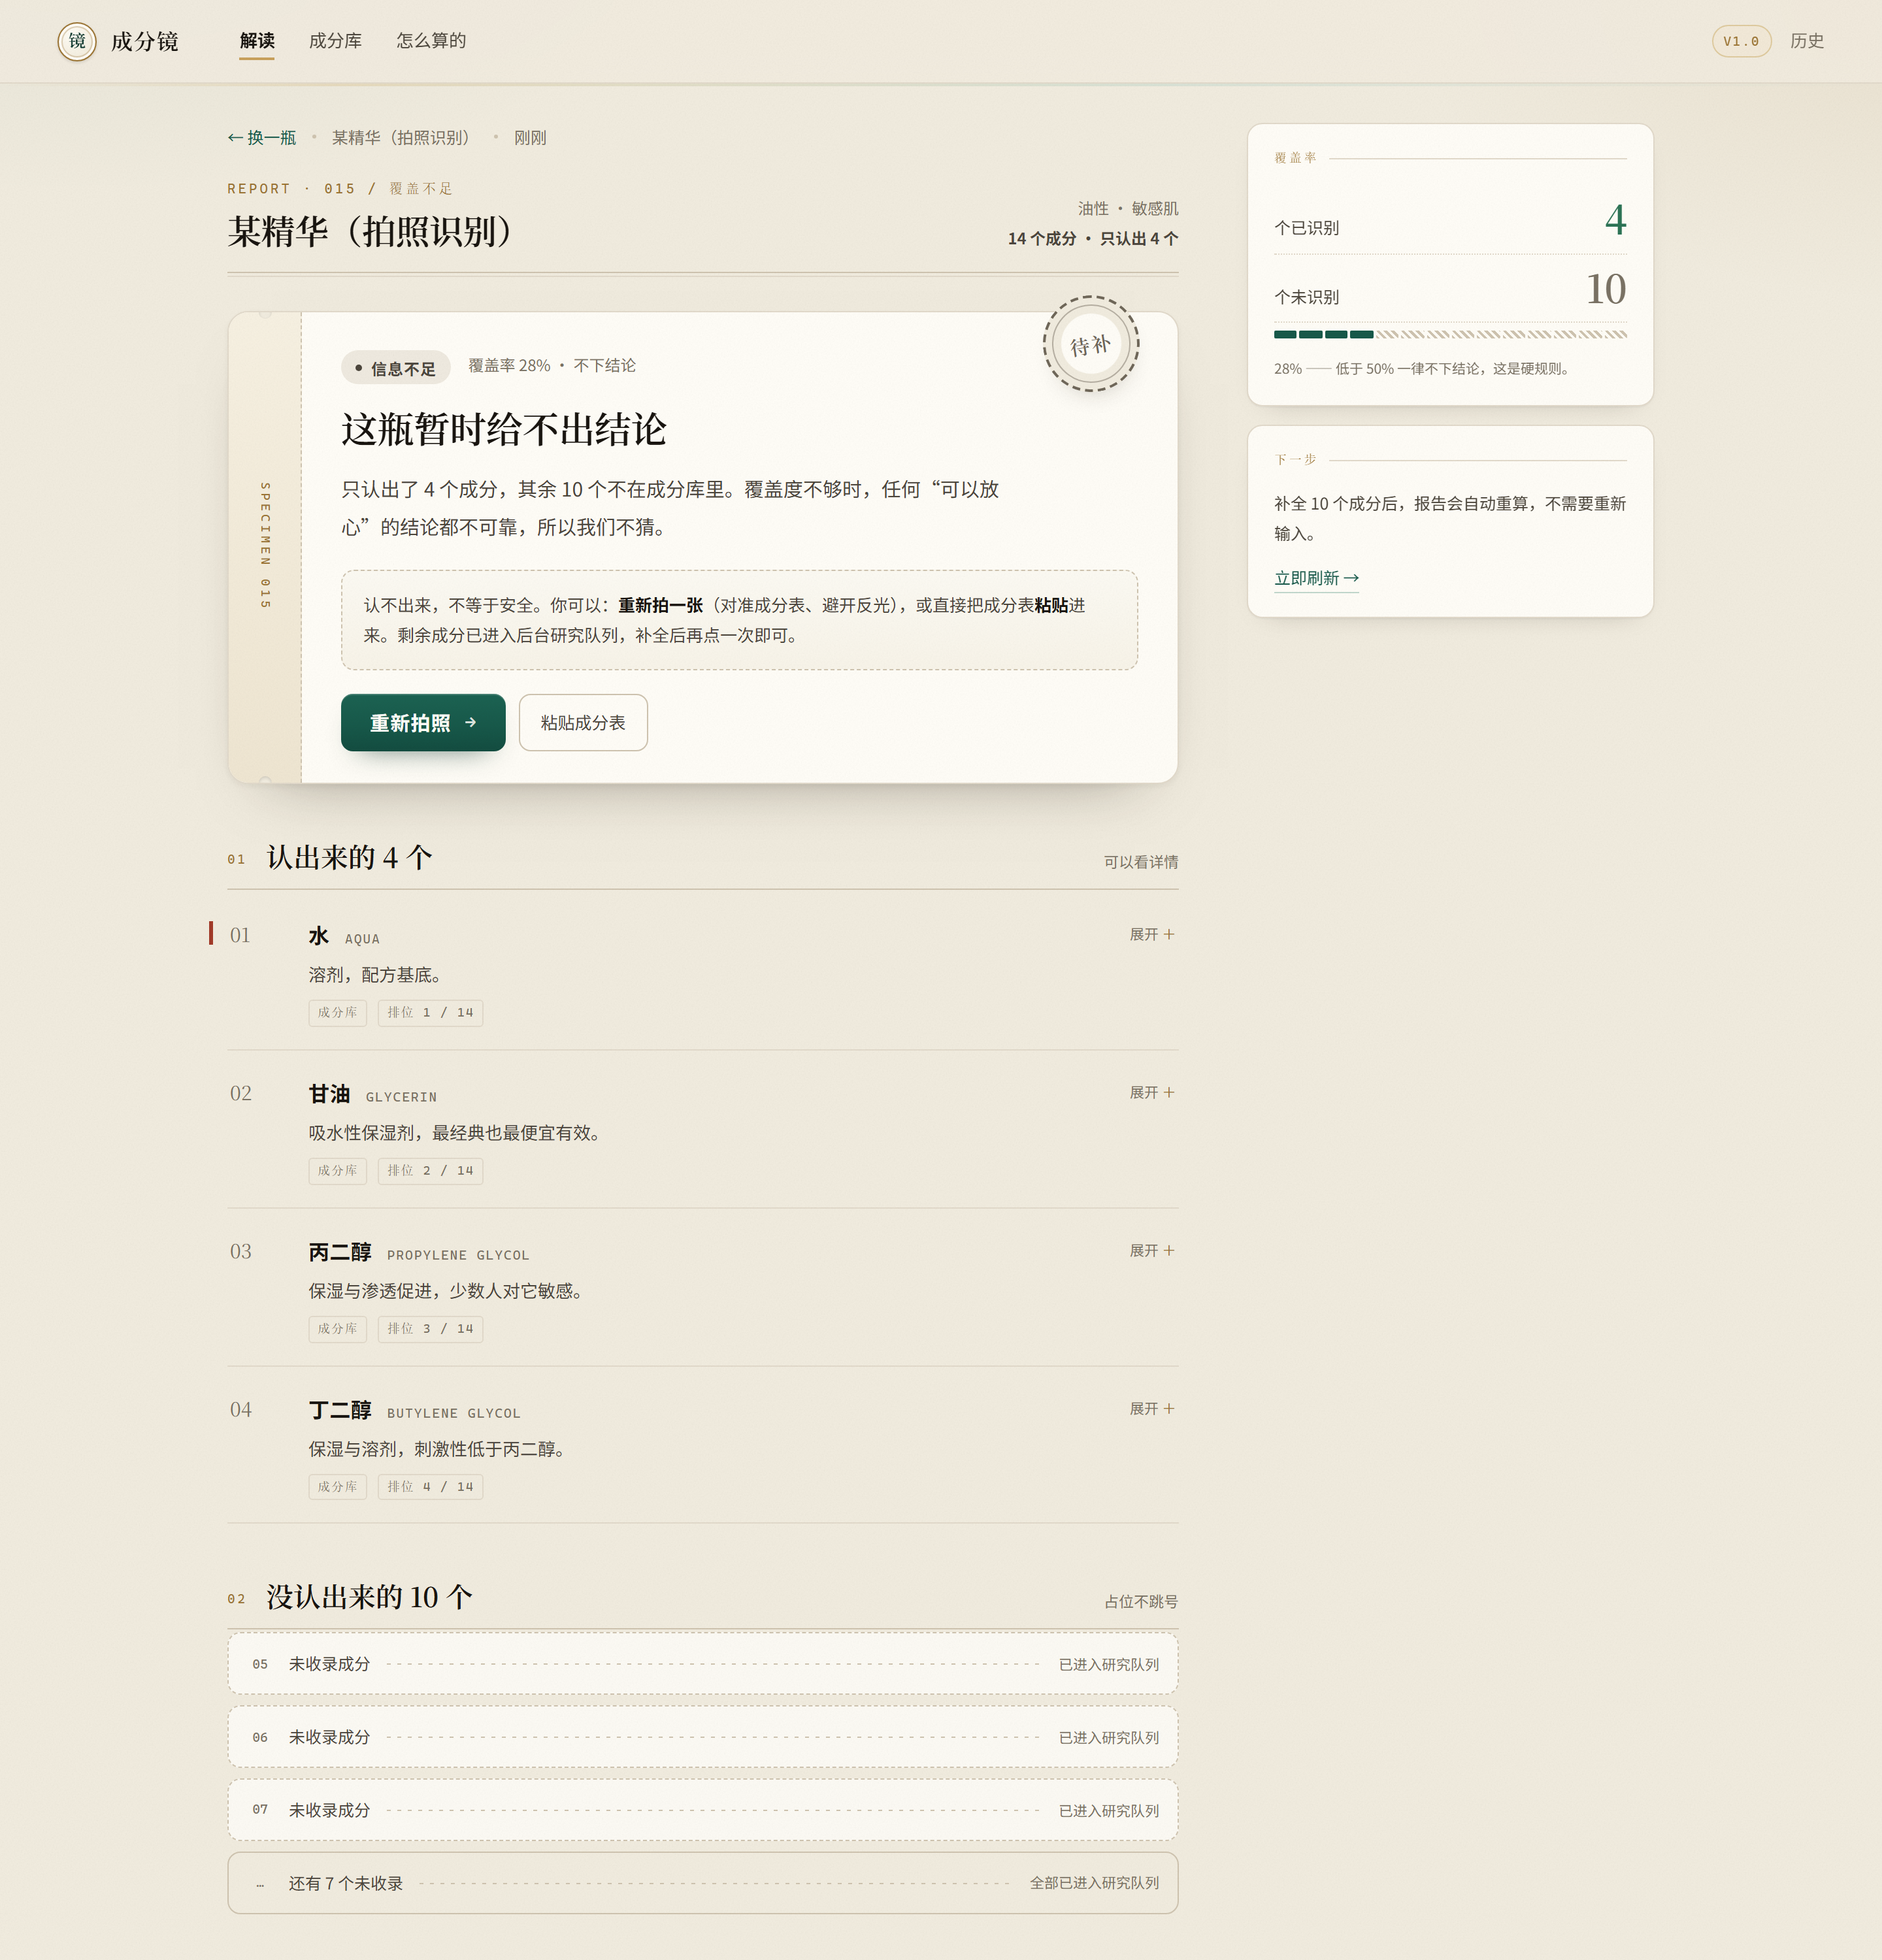 镜 成分镜 解读 成分库 怎么算的 V1.0 历史
← 换一瓶 • 某精华（拍照识别） • 刚刚
REPORT · 015 / 覆盖不足
某精华（拍照识别）
油性 · 敏感肌
14 个成分 · 只认出 4 个
SPECIMEN 015
待补
信息不足 覆盖率 28% · 不下结论
这瓶暂时给不出结论
只认出了 4 个成分，其余 10 个不在成分库里。覆盖度不够时，任何“可以放
心”的结论都不可靠，所以我们不猜。
认不出来，不等于安全。你可以：重新拍一张（对准成分表、避开反光），或直接把成分表粘贴进
来。剩余成分已进入后台研究队列，补全后再点一次即可。
重新拍照 →
粘贴成分表
覆盖率
个已识别 4
个未识别 10
28% —— 低于 50% 一律不下结论，这是硬规则。
下一步
补全 10 个成分后，报告会自动重算，不需要重新
输入。
立即刷新 →
01 认出来的 4 个 可以看详情
01 水 AQUA 展开 +
溶剂，配方基底。
成分库 排位 1 / 14
02 甘油 GLYCERIN 展开 +
吸水性保湿剂，最经典也最便宜有效。
成分库 排位 2 / 14
03 丙二醇 PROPYLENE GLYCOL 展开 +
保湿与渗透促进，少数人对它敏感。
成分库 排位 3 / 14
04 丁二醇 BUTYLENE GLYCOL 展开 +
保湿与溶剂，刺激性低于丙二醇。
成分库 排位 4 / 14
02 没认出来的 10 个 占位不跳号
05 未收录成分 已进入研究队列
06 未收录成分 已进入研究队列
07 未收录成分 已进入研究队列
… 还有 7 个未收录 全部已进入研究队列